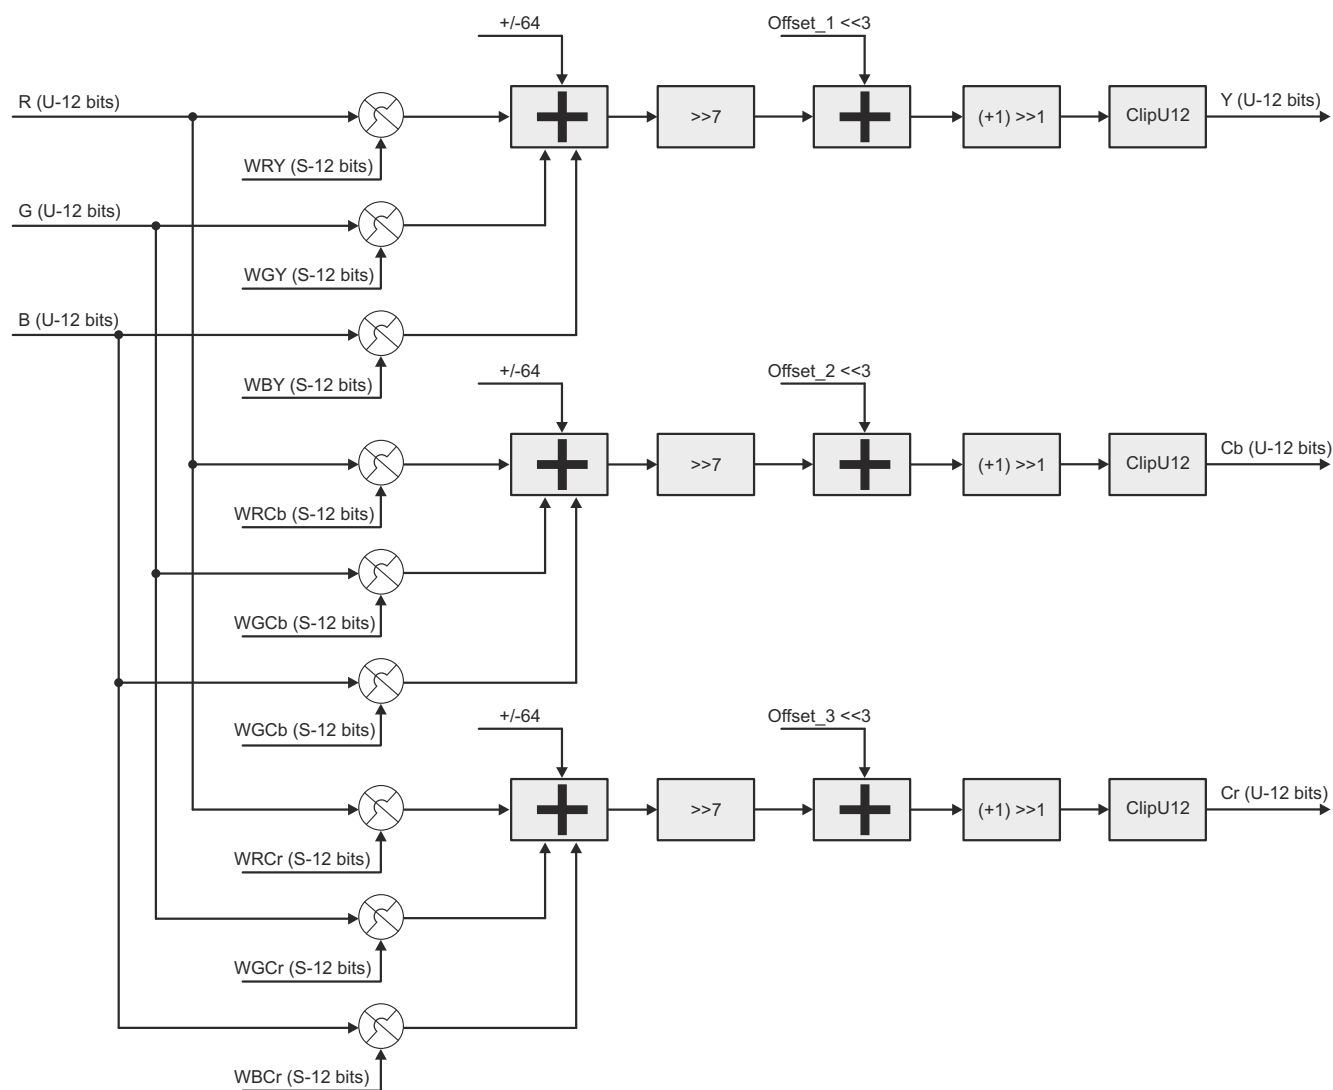 +/-64
Offset_1 <<3
R (U-12 bits)
>>7
(+1) >>1
ClipU12
Y (U-12 bits)
WRY (S-12 bits)
G (U-12 bits)
WGY (S-12 bits)
B (U-12 bits)
WBY (S-12 bits)
+/-64
Offset_2 <<3
>>7
(+1) >>1
ClipU12
Cb (U-12 bits)
WRCb (S-12 bits)
WGCb (S-12 bits)
WGCb (S-12 bits)
+/-64
Offset_3 <<3
>>7
(+1) >>1
ClipU12
Cr (U-12 bits)
WRCr (S-12 bits)
WGCr (S-12 bits)
WBCr (S-12 bits)